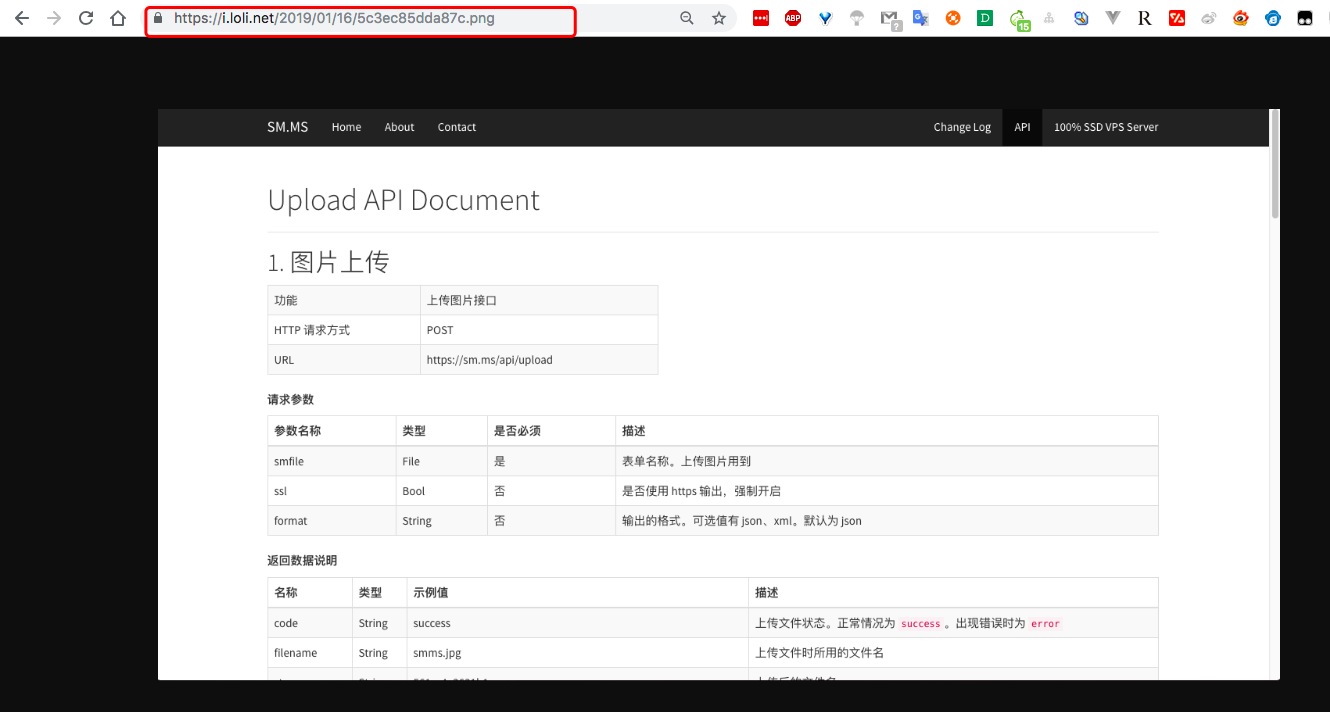 https://i.loli.net/2019/01/16/5c3ec85dda87c.png
ABP
?
G
D
15
R
SM.MS Home About Contact Change Log API 100% SSD VPS Server
Upload API Document
1. 图片上传
功能 上传图片接口
HTTP 请求方式 POST
URL https://sm.ms/api/upload
请求参数
参数名称 类型 是否必须 描述
smfile File 是 表单名称。上传图片用到
ssl Bool 否 是否使用 https 输出，强制开启
format String 否 输出的格式。可选值有 json、xml。默认为 json
返回数据说明
名称 类型 示例值 描述
code String success 上传文件状态。正常情况为 success 。出现错误时为 error
filename String smms.jpg 上传文件时所用的文件名